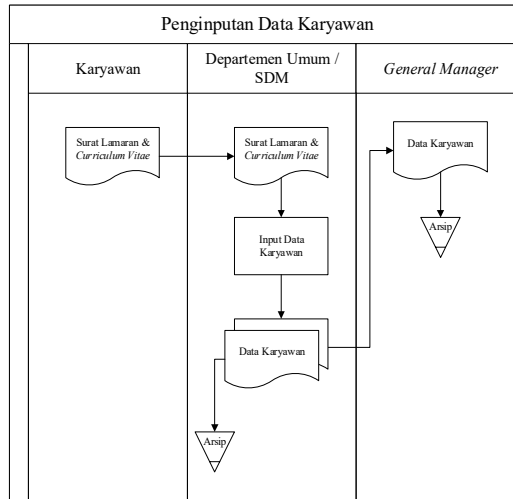 Penginputan Data Karyawan
Karyawan
Departemen Umum /
SDM
General Manager
Surat Lamaran &
Curriculum Vitae
Surat Lamaran &
Curriculum Vitae
Data Karyawan
Arsip
Input Data
Karyawan
Data Karyawan
Arsip